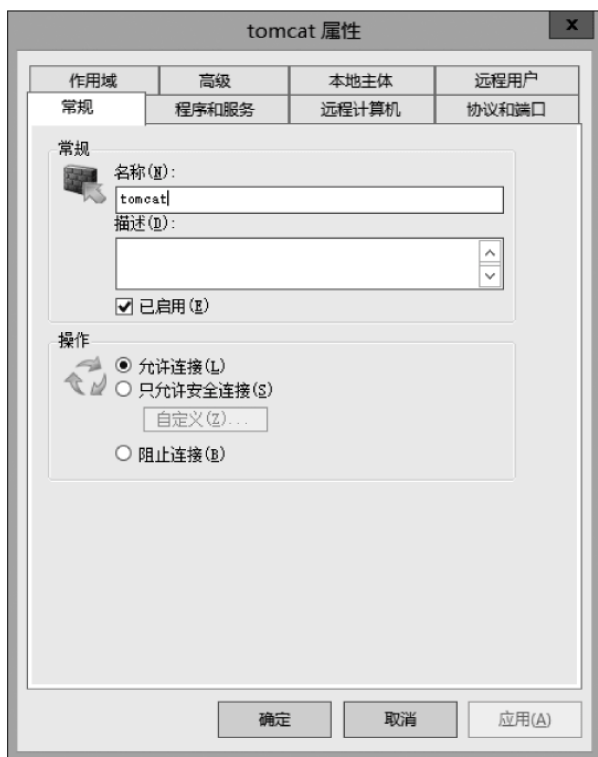 tomcat 属性
x
作用域 高级 本地主体 远程用户
常规 程序和服务 远程计算机 协议和端口
常规
名称(N):
tomcat
描述(D):
已启用(E)
操作
允许连接(L)
只允许安全连接(S)
自定义(Z)...
阻止连接(B)
确定 取消 应用(A)